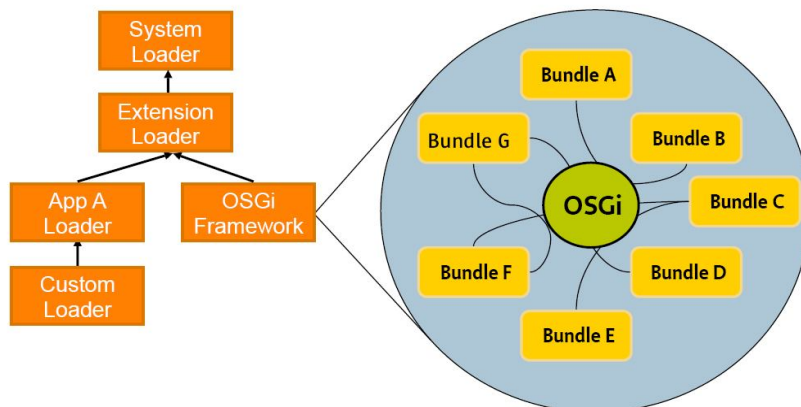 System
Loader
Extension
Loader
App A
Loader
OSGi
Framework
Custom
Loader
Bundle A
Bundle G
Bundle B
OSGi
Bundle C
Bundle F
Bundle D
Bundle E